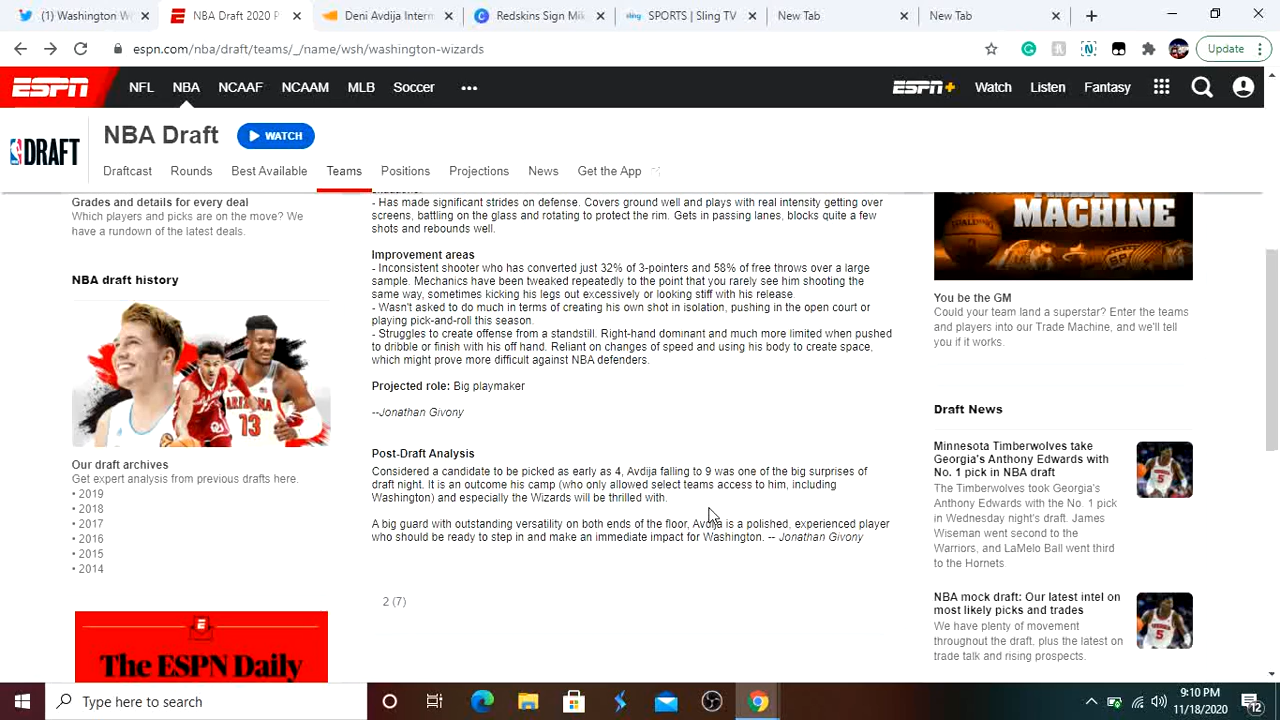 (1) Washington W
NBA Draft 2020 P
Deni Avdija Intern
Redskins Sign Mik
SPORTS | Sling TV
New Tab
New Tab
espn.com/nba/draft/teams/_/name/wsh/washington-wizards
Update
ESPN
NFL
NBA
NCAAF
NCAAM
MLB
Soccer
ESPN+
Watch
Listen
Fantasy
DRAFT
NBA Draft
WATCH
Draftcast
Rounds
Best Available
Teams
Positions
Projections
News
Get the App
Grades and details for every deal
Which players and picks are on the move? We
have a rundown of the latest deals.
NBA draft history
ARIZONA
13
Our draft archives
Get expert analysis from previous drafts here.
• 2019
• 2018
• 2017
• 2016
• 2015
• 2014
The ESPN Daily
- Has made significant strides on defense. Covers ground well and plays with real intensity getting over
screens, battling on the glass and rotating to protect the rim. Gets in passing lanes, blocks quite a few
shots and rebounds well.
Improvement areas
- Inconsistent shooter who has converted just 32% of 3-pointers and 58% of free throws over a large
sample. Mechanics have been tweaked repeatedly to the point that you rarely see him shooting the
same way, sometimes kicking his legs out excessively or looking stiff with his release.
- Wasn't asked to do much in terms of creating his own shot in isolation, pushing in the open court or
playing pick-and-roll this season.
- Struggles to create offense from a standstill. Right-hand dominant and much more limited when pushed
to dribble or finish with his off hand. Reliant on changes of speed and using his body to create space,
which might prove more difficult against NBA defenders.
Projected role: Big playmaker
--Jonathan Givony
Post-Draft Analysis
Considered a candidate to be picked as early as 4, Avdija falling to 9 was one of the big surprises of
draft night. It is an outcome his camp (who only allowed select teams access to him, including
Washington) and especially the Wizards will be thrilled with.
A big guard with outstanding versatility on both ends of the floor, Avdija is a polished, experienced player
who should be ready to step in and make an immediate impact for Washington. -- Jonathan Givony
2 (7)
MACHINE
You be the GM
Could your team land a superstar? Enter the teams
and players into our Trade Machine, and we'll tell
you if it works.
Draft News
Minnesota Timberwolves take
Georgia's Anthony Edwards with
No. 1 pick in NBA draft
The Timberwolves took Georgia's
Anthony Edwards with the No. 1 pick
in Wednesday night's draft. James
Wiseman went second to the
Warriors, and LaMelo Ball went third
to the Hornets
5
NBA mock draft: Our latest intel on
most likely picks and trades
We have plenty of movement
throughout the draft, plus the latest on
trade talk and rising prospects.
5
Type here to search
9:10 PM
11/18/2020
12